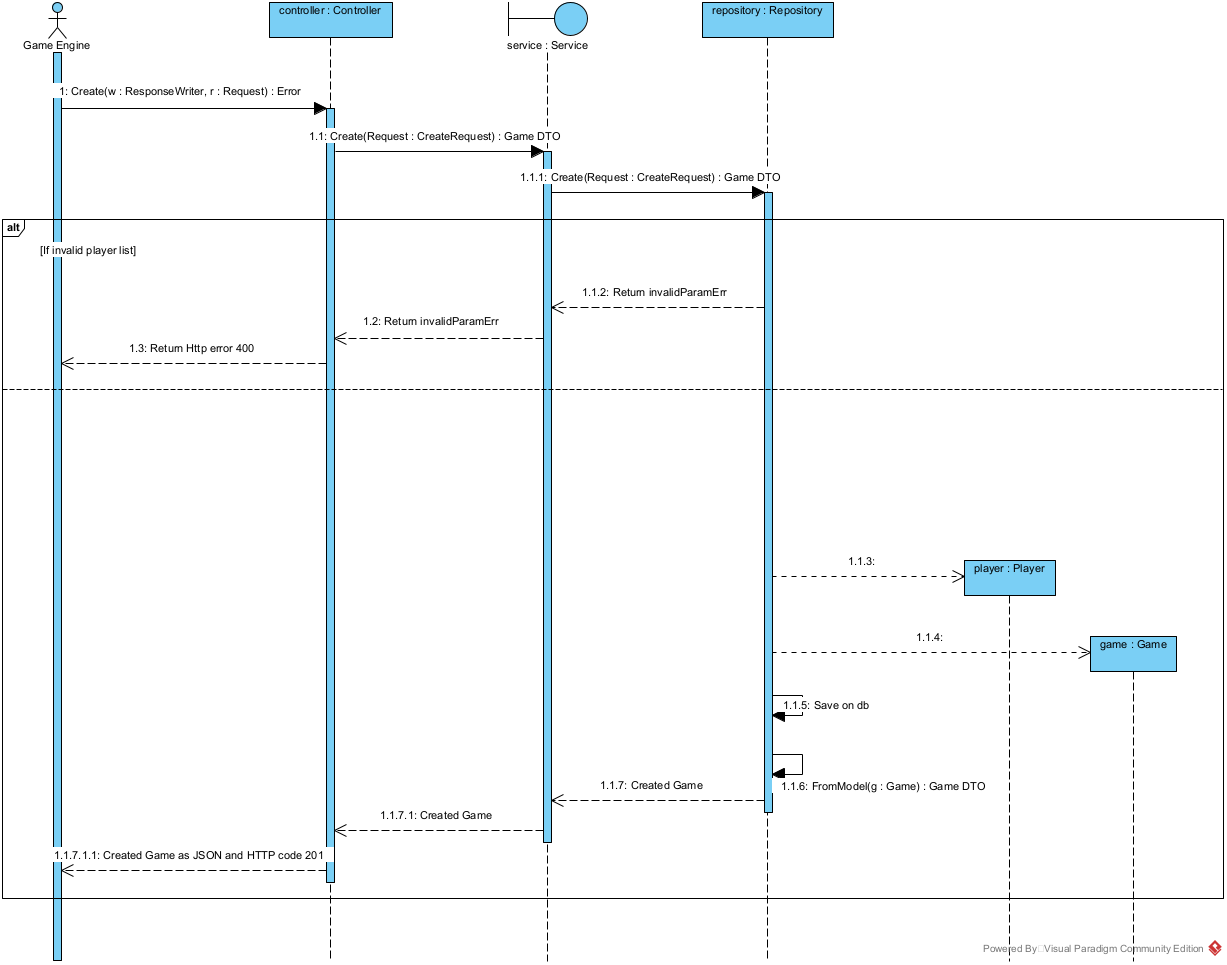 controller : Controller
repository : Repository
Game Engine
service : Service
1: Create(w : ResponseWriter, r : Request) : Error
1.1: Create(Request : CreateRequest) : Game DTO
1.1.1: Create(Request : CreateRequest) : Game DTO
alt
[If invalid player list]
1.1.2: Return invalidParamErr
1.2: Return invalidParamErr
1.3: Return Http error 400
1.1.3:
player : Player
1.1.4:
game : Game
1.1.5: Save on db
1.1.6: FromModel(g : Game) : Game DTO
1.1.7: Created Game
1.1.7.1: Created Game
1.1.7.1.1: Created Game as JSON and HTTP code 201
Powered By Visual Paradigm Community Edition